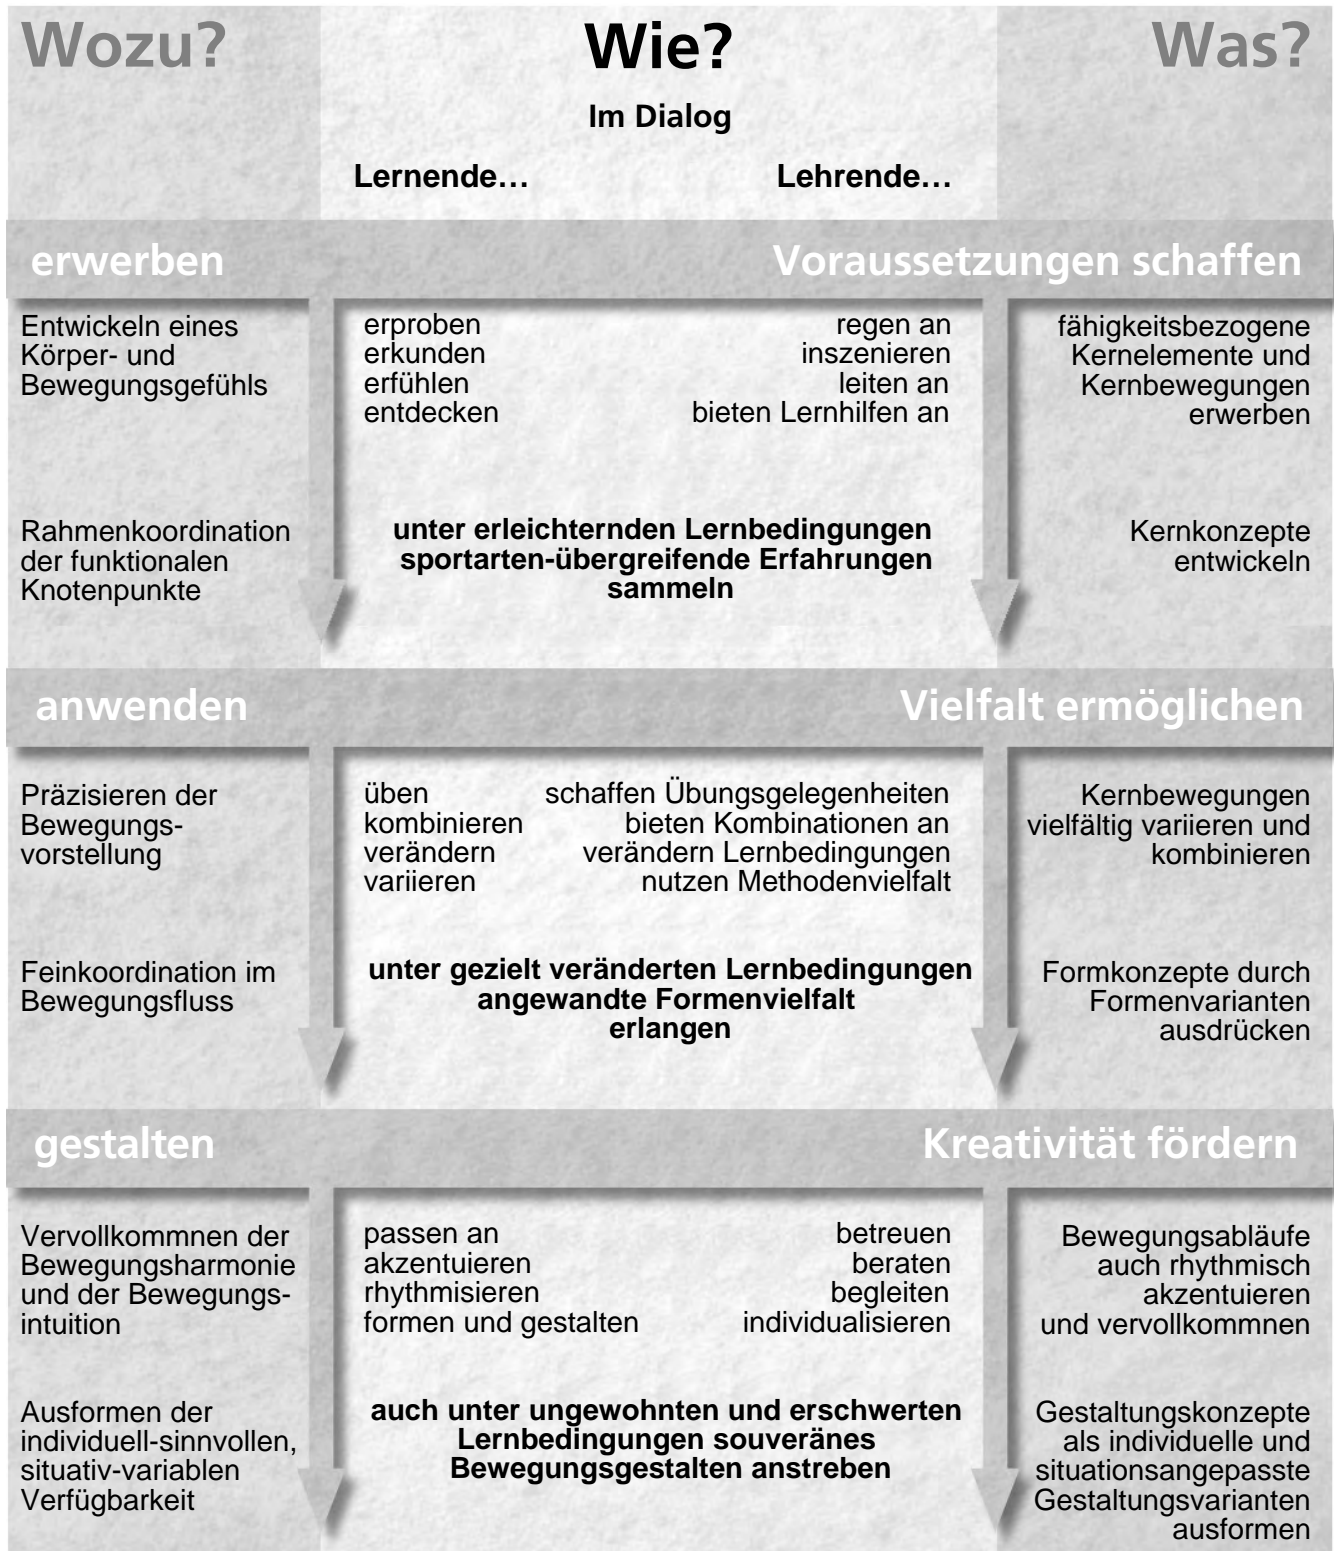 Wozu?
Wie?
Was?
Im Dialog
Lernende…
Lehrende…
erwerben
Voraussetzungen schaffen
Entwickeln eines
Körper- und
Bewegungsgefühls
Rahmenkoordination
der funktionalen
Knotenpunkte
erproben
erkunden
erfühlen
entdecken
regen an
inszenieren
leiten an
bieten Lernhilfen an
unter erleichternden Lernbedingungen
sportarten-übergreifende Erfahrungen
sammeln
fähigkeitsbezogene
Kernelemente und
Kernbewegungen
erwerben
Kernkonzepte
entwickeln
anwenden
Vielfalt ermöglichen
Präzisieren der
Bewegungs-
vorstellung
Feinkoordination im
Bewegungsfluss
üben
kombinieren
verändern
variieren
schaffen Übungsgelegenheiten
bieten Kombinationen an
verändern Lernbedingungen
nutzen Methodenvielfalt
unter gezielt veränderten Lernbedingungen
angewandte Formenvielfalt
erlangen
Kernbewegungen
vielfältig variieren und
kombinieren
Formkonzepte durch
Formenvarianten
ausdrücken
gestalten
Kreativität fördern
Vervollkommnen der
Bewegungsharmonie
und der Bewegungs-
intuition
Ausformen der
individuell-sinnvollen,
situativ-variablen
Verfügbarkeit
passen an
akzentuieren
rhythmisieren
formen und gestalten
betreuen
beraten
begleiten
individualisieren
auch unter ungewohnten und erschwerten
Lernbedingungen souveränes
Bewegungsgestalten anstreben
Bewegungsabläufe
auch rhythmisch
akzentuieren
und vervollkommnen
Gestaltungskonzepte
als individuelle und
situationsangepasste
Gestaltungsvarianten
ausformen